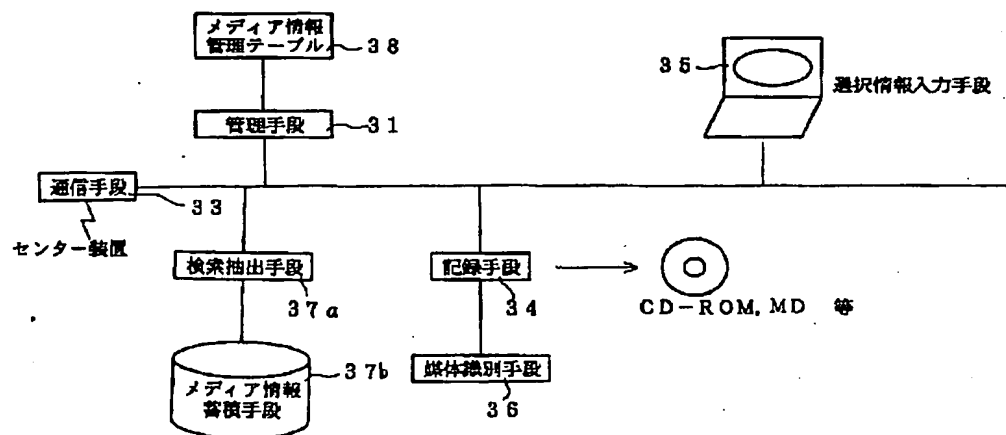 メディア情報
管理テーブル
38
35
選択情報入力手段
管理手段
31
通信手段
33
センター装置
検索抽出手段
37a
記録手段
34
CD-ROM, MD 等
メディア情報
蓄積手段
37b
媒体識別手段
36